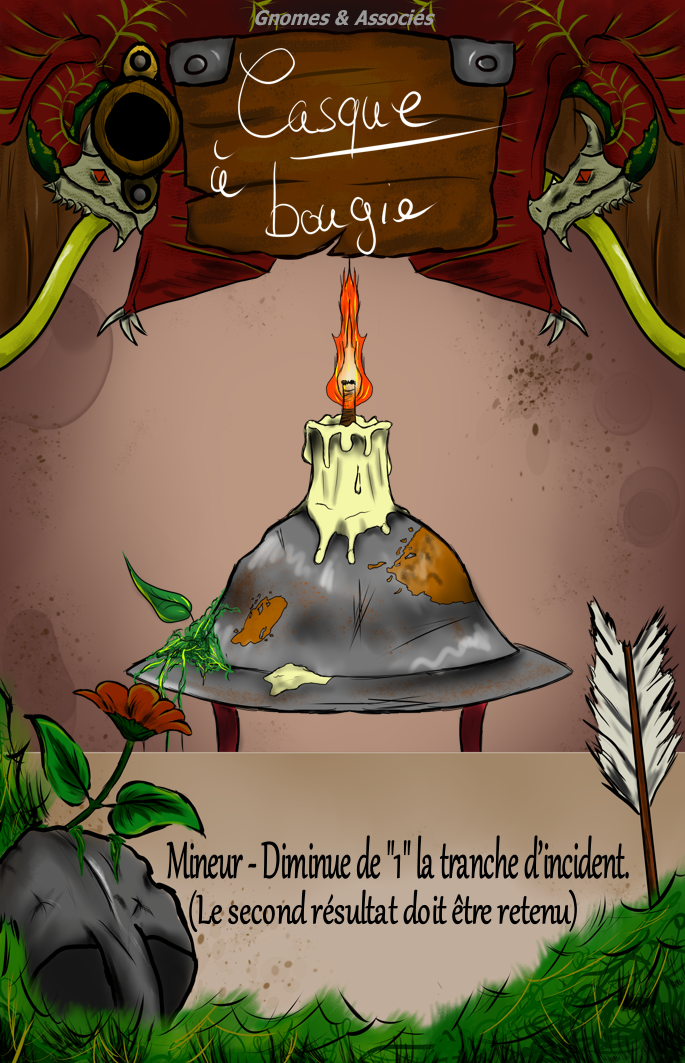 Gnomes & Associés
Casque
à
bougie
Mineur - Diminue de "1" la tranche d'incident.
(Le second résultat doit être retenu)